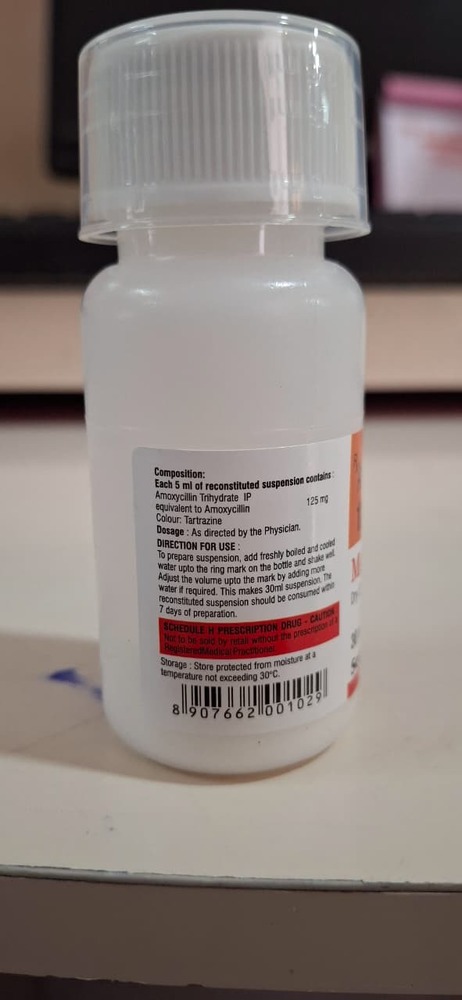 Composition:
Each 5 ml of reconstituted suspension contains :
Amoxycillin Trihydrate IP
equivalent to Amoxycillin 125 mg
Colour: Tartrazine
Dosage : As directed by the Physician.
DIRECTION FOR USE :
To prepare suspension, add freshly boiled and cooled
water upto the ring mark on the bottle and shake well.
Adjust the volume upto the mark by adding more
water if required. This makes 30ml suspension. The
reconstituted suspension should be consumed within
7 days of preparation.
SCHEDULE H PRESCRIPTION DRUG - CAUTION
Not to be sold by retail without the prescription of a
Registered Medical Practitioner.
Storage : Store protected from moisture at a
temperature not exceeding 30°C.
8 907662 001029